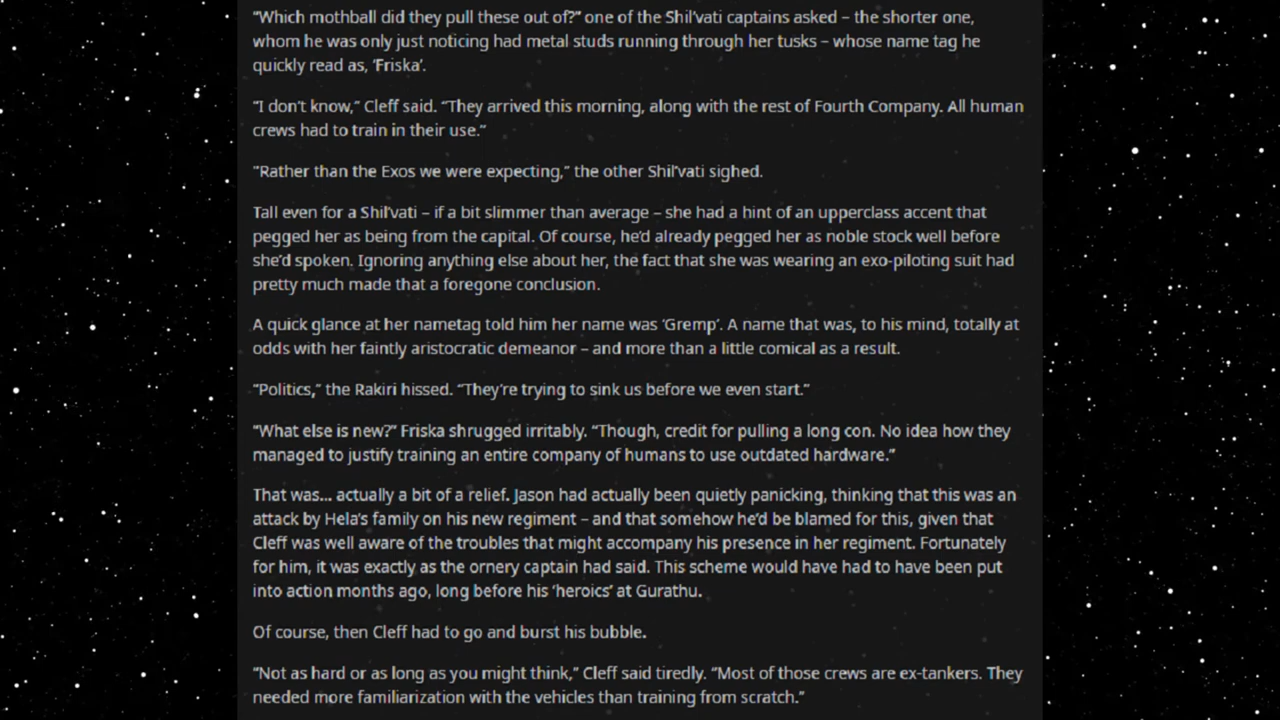 “Which mothball did they pull these out of?” one of the Shil’vati captains asked – the shorter one,
whom he was only just noticing had metal studs running through her tusks – whose name tag he
quickly read as, ‘Friska’.
“I don’t know,” Cleff said. “They arrived this morning, along with the rest of Fourth Company. All human
crews had to train in their use.”
“Rather than the Exos we were expecting,” the other Shil’vati sighed.
Tall even for a Shil’vati – if a bit slimmer than average – she had a hint of an upperclass accent that
pegged her as being from the capital. Of course, he’d already pegged her as noble stock well before
she’d spoken. Ignoring anything else about her, the fact that she was wearing an exo-piloting suit had
pretty much made that a foregone conclusion.
A quick glance at her nametag told him her name was ‘Gremp’. A name that was, to his mind, totally at
odds with her faintly aristocratic demeanor – and more than a little comical as a result.
“Politics,” the Rakiri hissed. “They’re trying to sink us before we even start.”
“What else is new?” Friska shrugged irritably. “Though, credit for pulling a long con. No idea how they
managed to justify training an entire company of humans to use outdated hardware.”
That was… actually a bit of a relief. Jason had actually been quietly panicking, thinking that this was an
attack by Hela’s family on his new regiment – and that somehow he’d be blamed for this, given that
Cleff was well aware of the troubles that might accompany his presence in her regiment. Fortunately
for him, it was exactly as the ornery captain had said. This scheme would have had to have been put
into action months ago, long before his ‘heroics’ at Gurathu.
Of course, then Cleff had to go and burst his bubble.
“Not as hard or as long as you might think,” Cleff said tiredly. “Most of those crews are ex-tankers. They
needed more familiarization with the vehicles than training from scratch.”